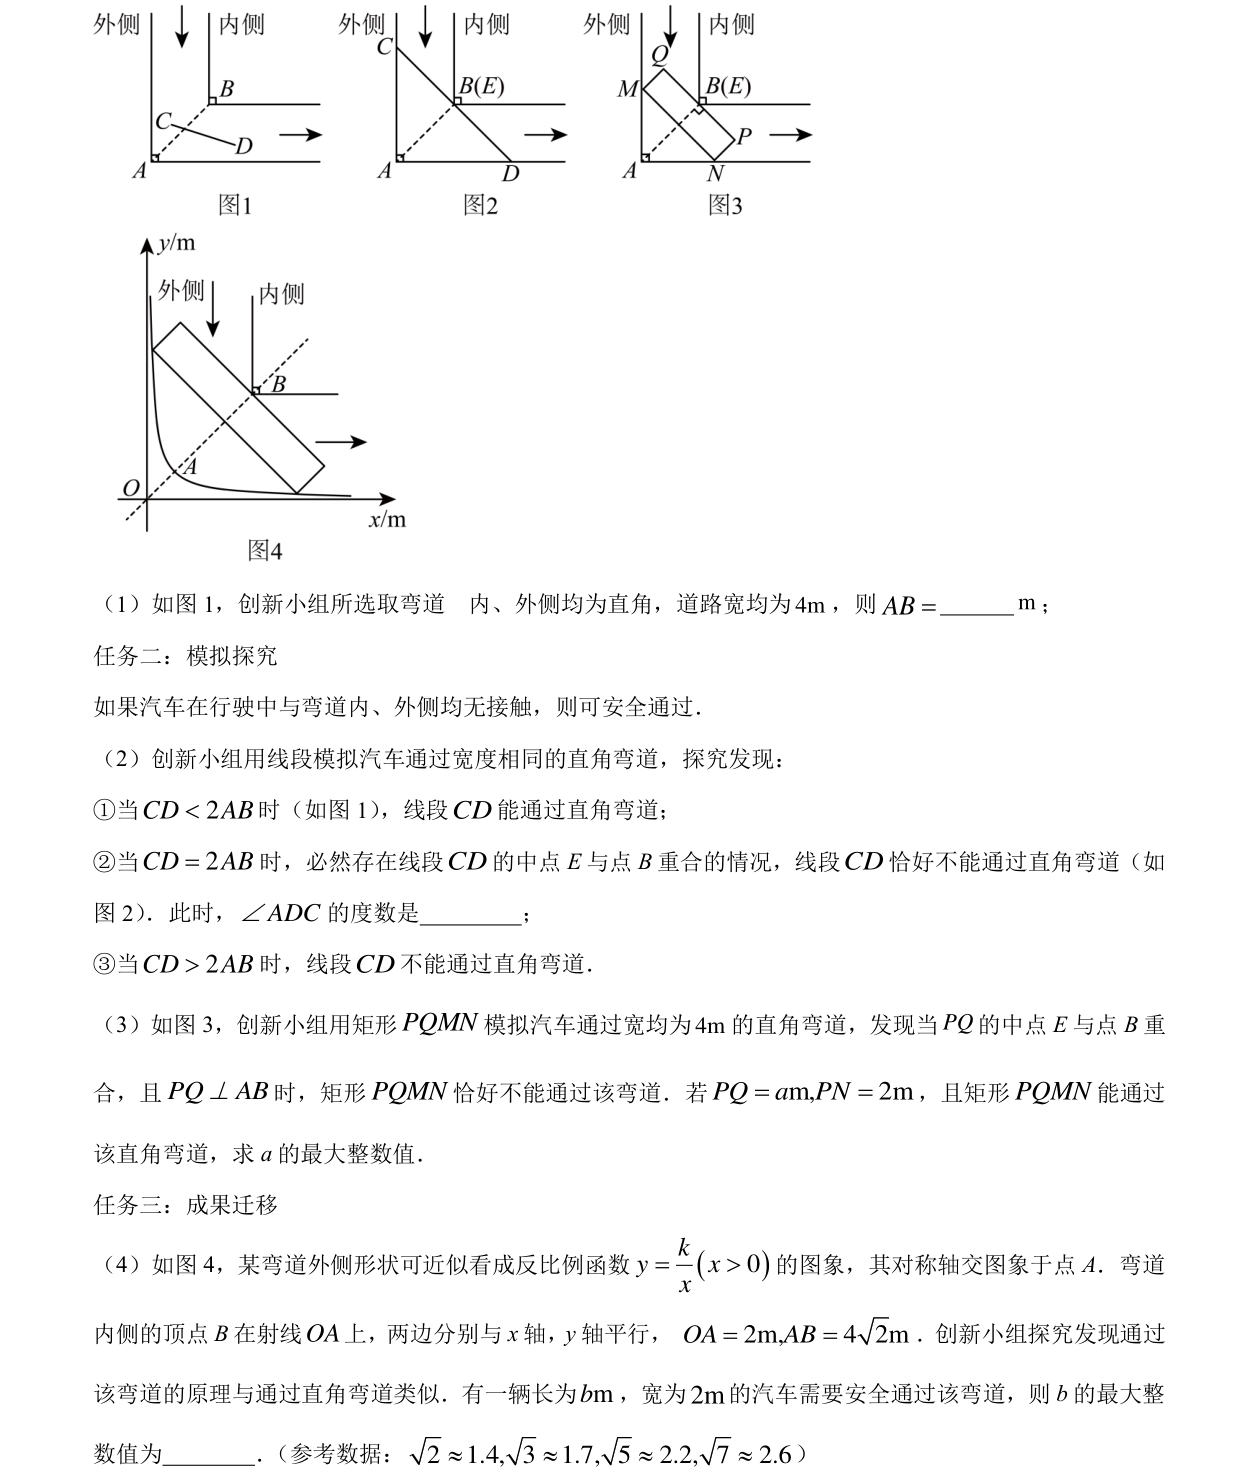 外侧 内侧 外侧 内侧 外侧 内侧
C Q
B B(E) M B(E)
C D P
A A D A N
图1 图2 图3
y/m
外侧 内侧
B
A
O
x/m
图4
（1）如图 1，创新小组所选取弯道 内、外侧均为直角，道路宽均为4m，则AB=______m；
任务二：模拟探究
如果汽车在行驶中与弯道内、外侧均无接触，则可安全通过．
（2）创新小组用线段模拟汽车通过宽度相同的直角弯道，探究发现：
①当CD<2AB时（如图 1），线段CD能通过直角弯道；
②当CD=2AB时，必然存在线段CD的中点 E 与点 B 重合的情况，线段CD恰好不能通过直角弯道（如
图 2）．此时，∠ADC 的度数是________；
③当CD>2AB时，线段CD不能通过直角弯道．
（3）如图 3，创新小组用矩形PQMN模拟汽车通过宽均为4m的直角弯道，发现当PQ的中点 E 与点 B 重
合，且PQ⊥AB时，矩形PQMN恰好不能通过该弯道．若PQ=am,PN=2m，且矩形PQMN能通过
该直角弯道，求 a 的最大整数值．
任务三：成果迁移
（4）如图 4，某弯道外侧形状可近似看成反比例函数y=k/x(x>0)的图象，其对称轴交图象于点 A．弯道
内侧的顶点 B 在射线OA上，两边分别与 x 轴，y 轴平行， OA=2m,AB=4√2m．创新小组探究发现通过
该弯道的原理与通过直角弯道类似．有一辆长为bm，宽为2m的汽车需要安全通过该弯道，则 b 的最大整
数值为________．（参考数据：√2≈1.4,√3≈1.7,√5≈2.2,√7≈2.6）